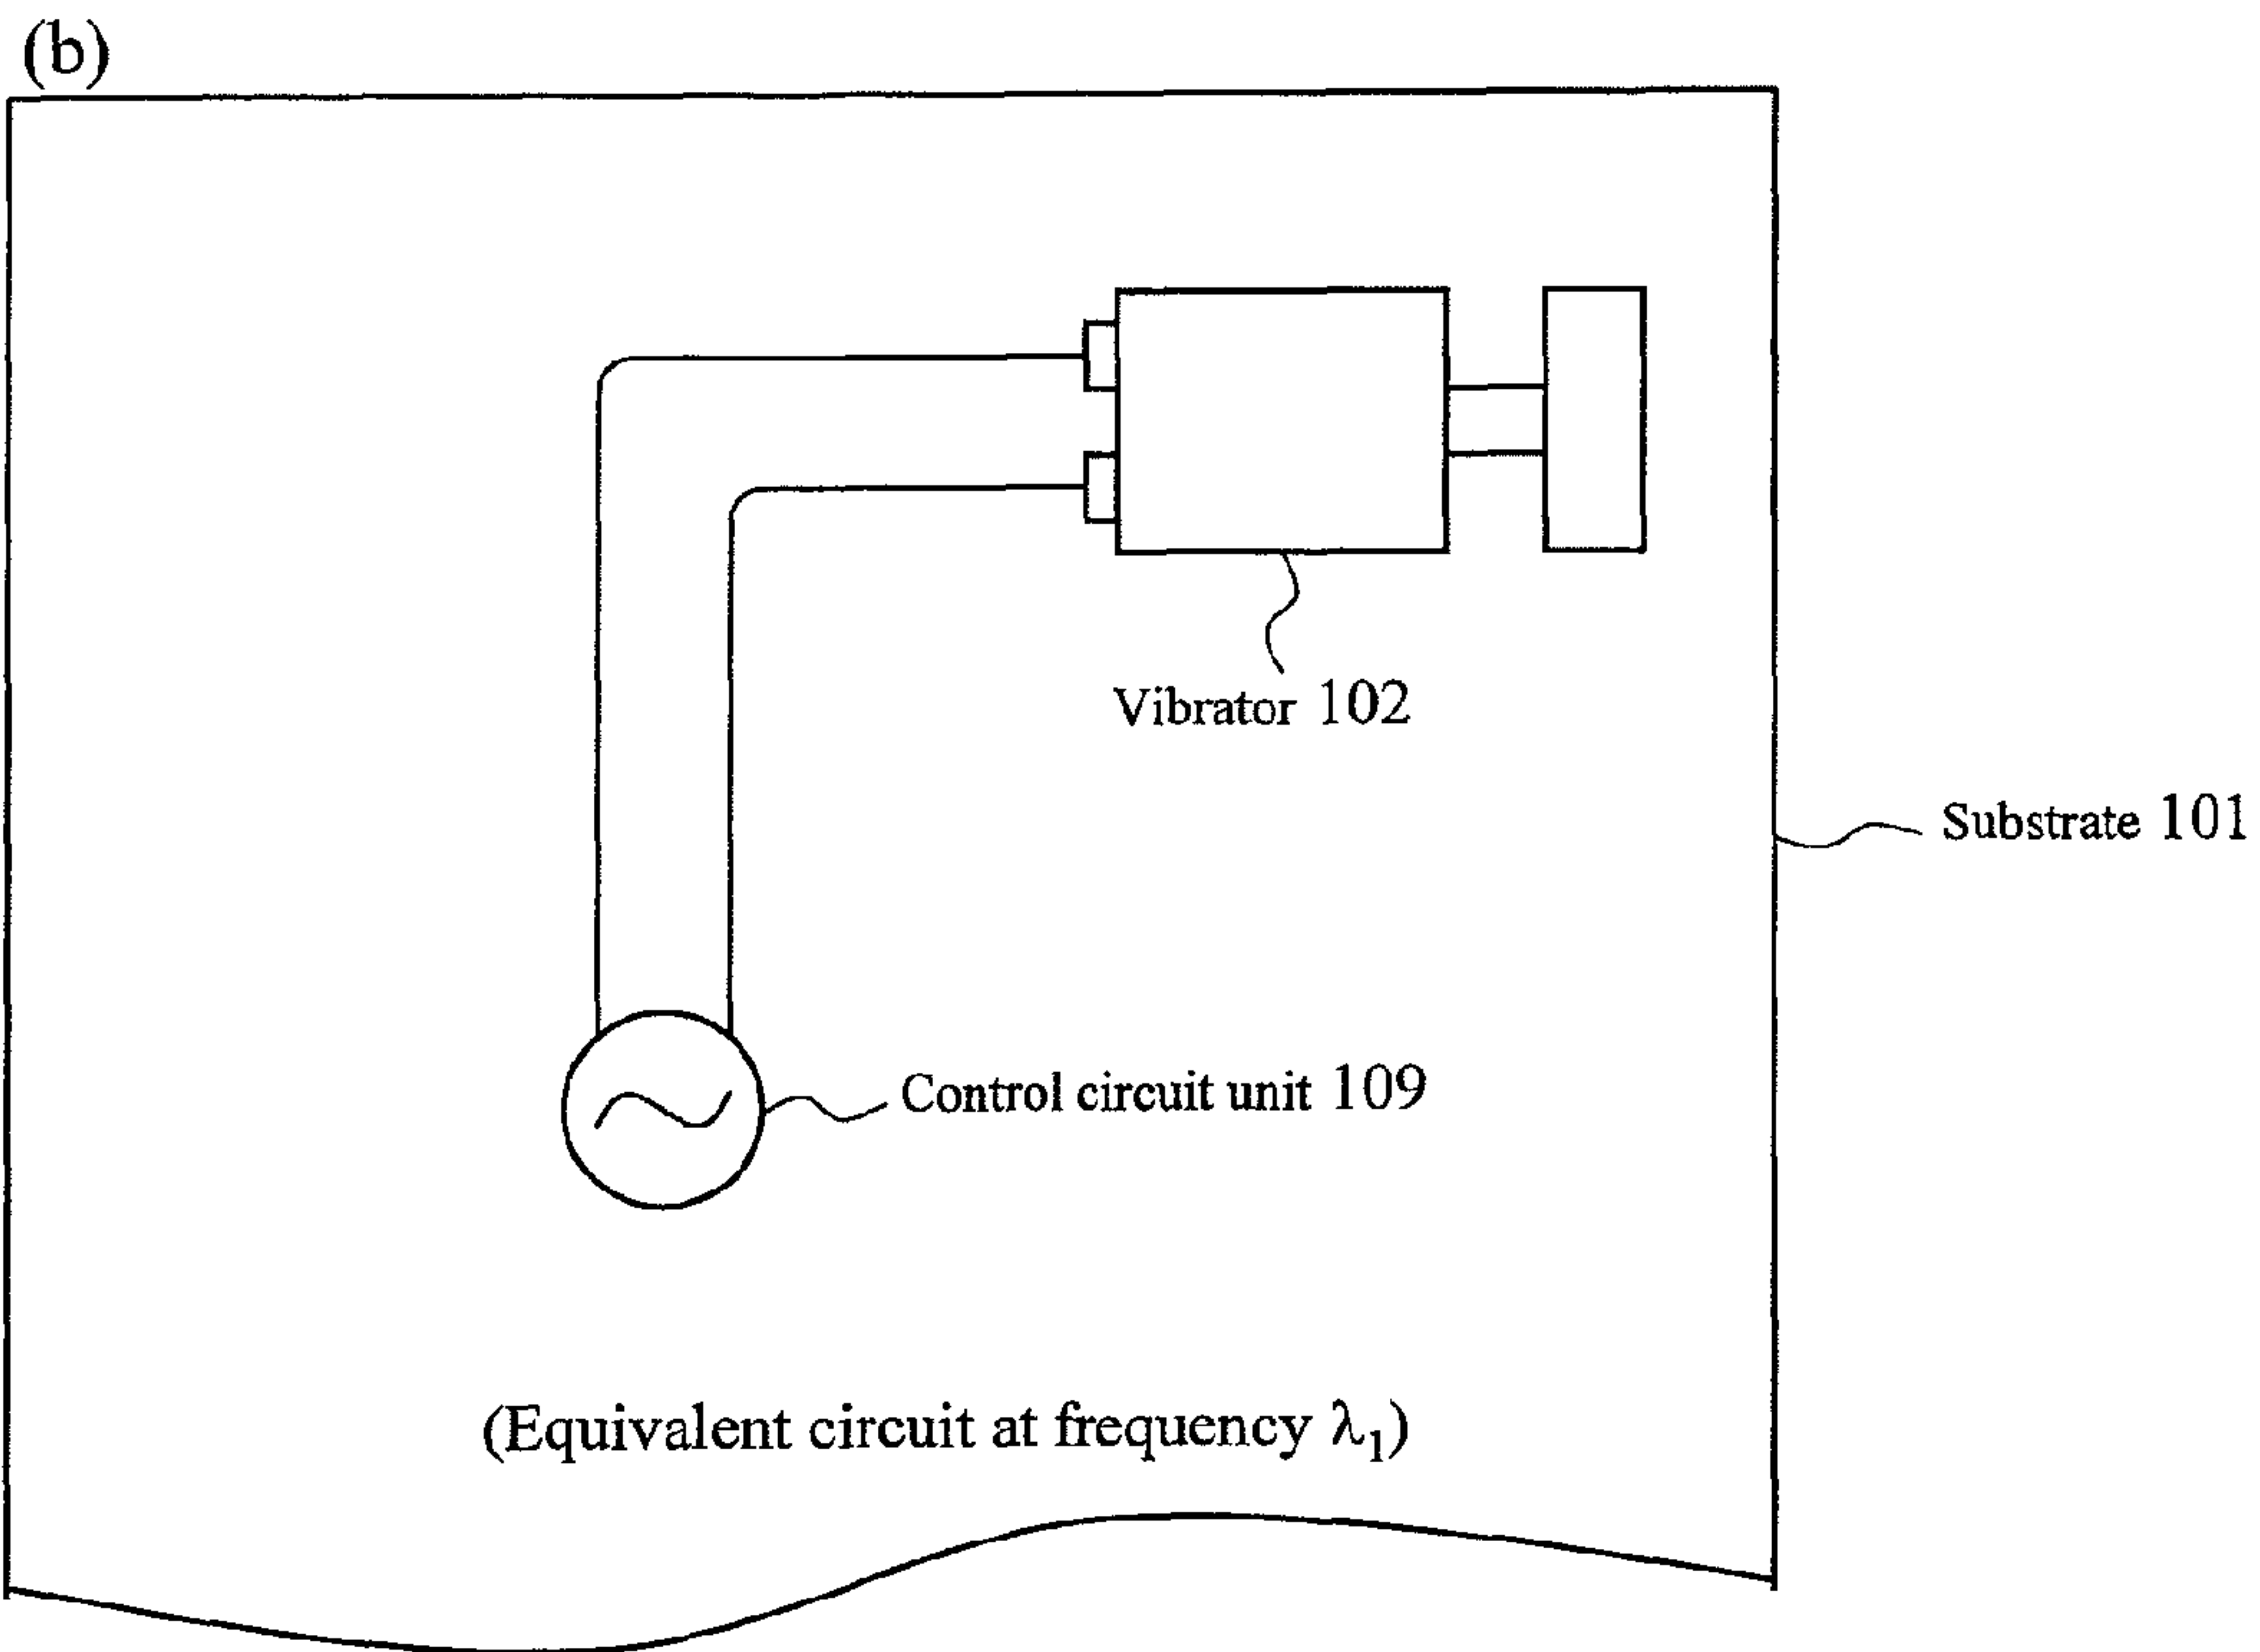 (b)
Vibrator 102
Substrate 101
Control circuit unit 109
(Equivalent circuit at frequency λ₁)